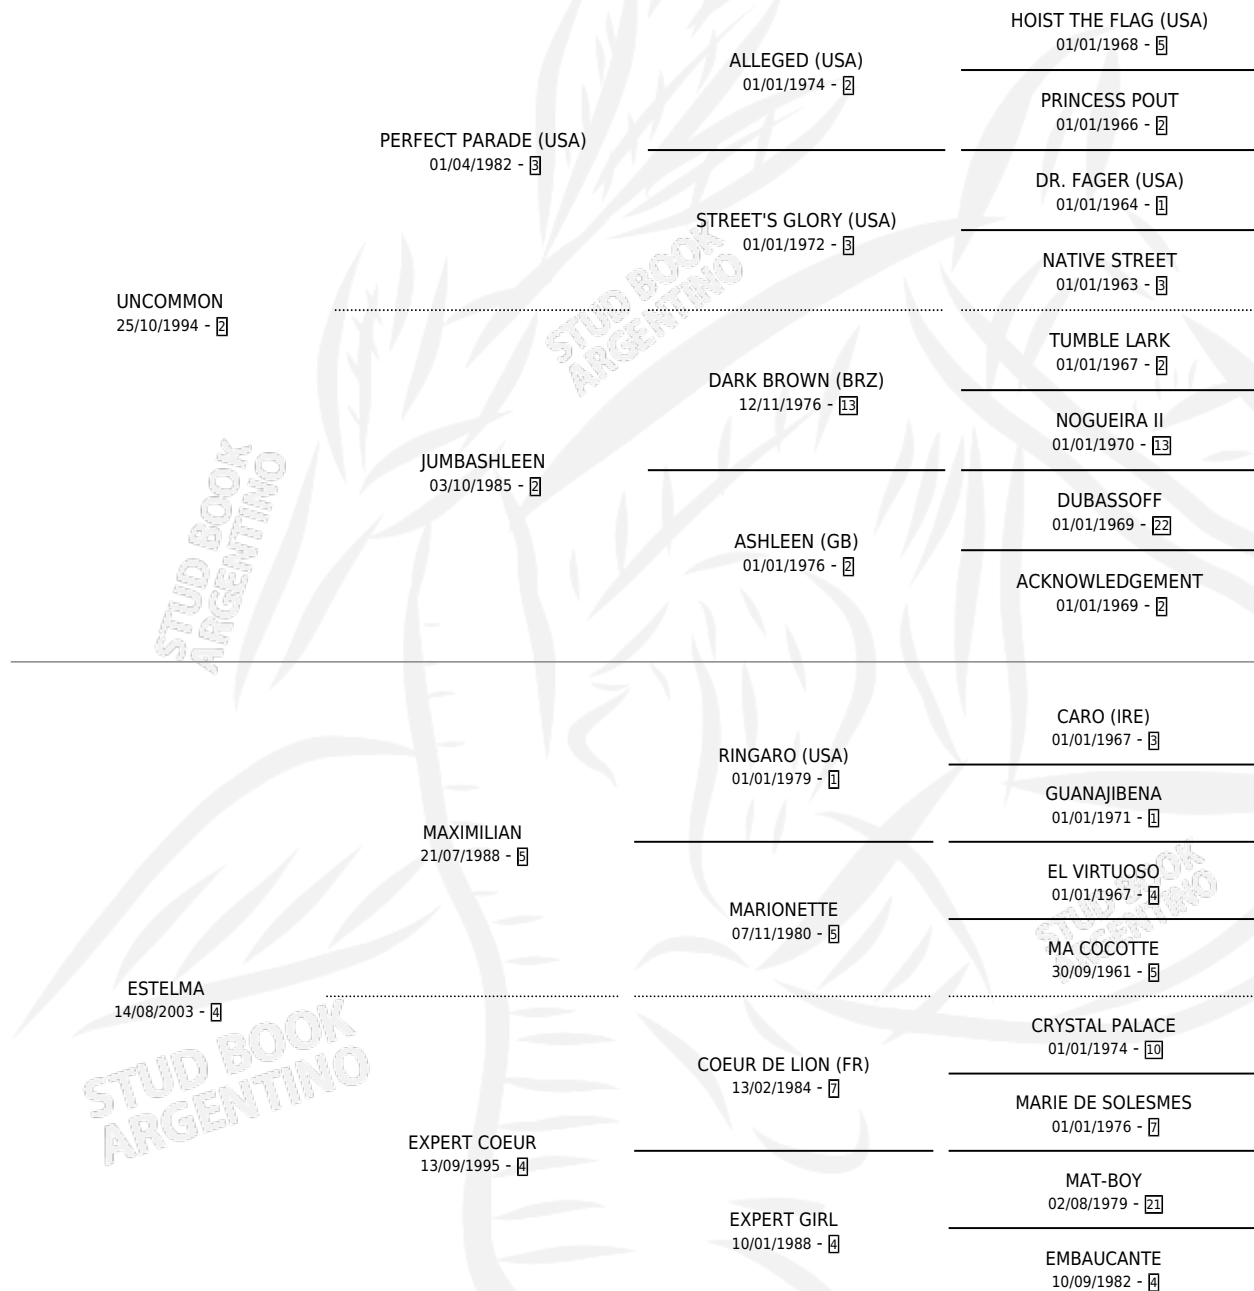 HOIST THE FLAG (USA)
01/01/1968 - 5
ALLEGED (USA)
01/01/1974 - 2
PRINCESS POUT
01/01/1966 - 2
PERFECT PARADE (USA)
01/04/1982 - 3
DR. FAGER (USA)
01/01/1964 - 1
STREET'S GLORY (USA)
01/01/1972 - 3
NATIVE STREET
01/01/1963 - 3
UNCOMMON
25/10/1994 - 2
TUMBLE LARK
01/01/1967 - 2
DARK BROWN (BRZ)
12/11/1976 - 13
NOGUEIRA II
01/01/1970 - 13
JUMBASHLEEN
03/10/1985 - 2
DUBASSOFF
01/01/1969 - 22
ASHLEEN (GB)
01/01/1976 - 2
ACKNOWLEDGEMENT
01/01/1969 - 2
CARO (IRE)
01/01/1967 - 3
RINGARO (USA)
01/01/1979 - 1
GUANAJIBENA
01/01/1971 - 1
MAXIMILIAN
21/07/1988 - 5
EL VIRTUOSO
01/01/1967 - 4
MARIONETTE
07/11/1980 - 5
MA COCOTTE
30/09/1961 - 5
ESTELMA
14/08/2003 - 4
CRYSTAL PALACE
01/01/1974 - 10
COEUR DE LION (FR)
13/02/1984 - 7
MARIE DE SOLESMES
01/01/1976 - 7
EXPERT COEUR
13/09/1995 - 4
MAT-BOY
02/08/1979 - 21
EXPERT GIRL
10/01/1988 - 4
EMBAUCANTE
10/09/1982 - 4
STUD BOOK
ARGENTINO
STUD BOOK
ARGENTINO
STUD BOOK
ARGENTINO
STUD BOOK
ARGENTINO